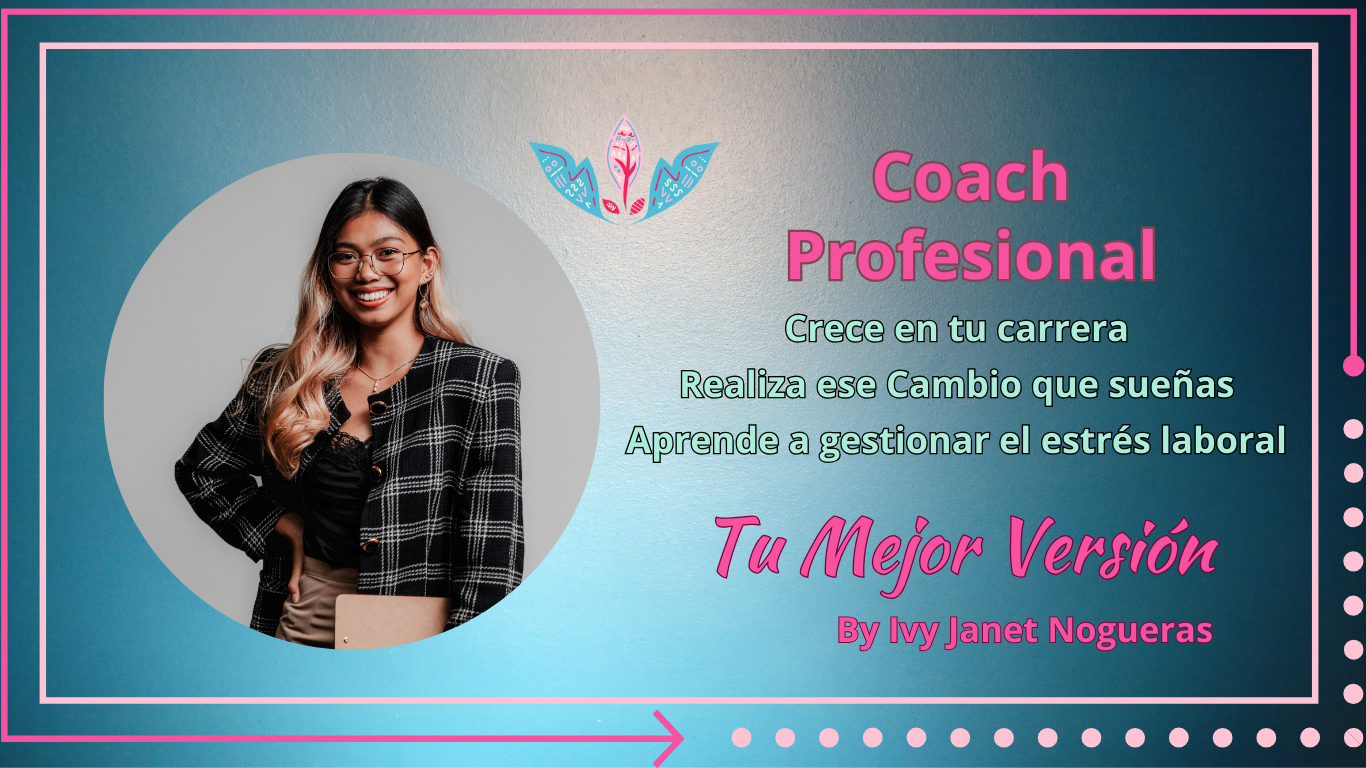 Coach
Profesional
Crece en tu carrera
Realiza ese Cambio que sueñas
Aprende a gestionar el estrés laboral
Tu Mejor Versión
By Ivy Janet Nogueras